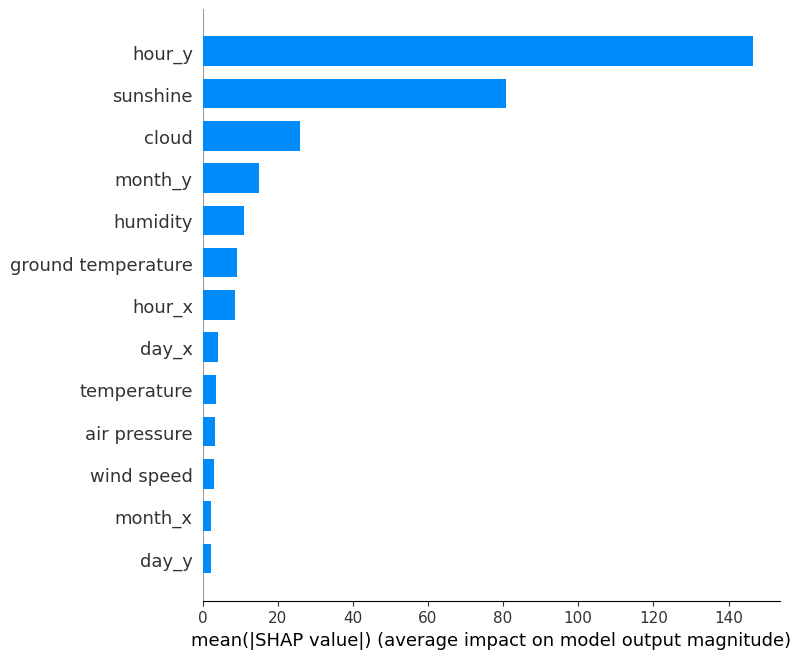 hour_y
sunshine
cloud
month_y
humidity
ground temperature
hour_x
day_x
temperature
air pressure
wind speed
month_x
day_y
0 20 40 60 80 100 120 140
mean(|SHAP value|) (average impact on model output magnitude)